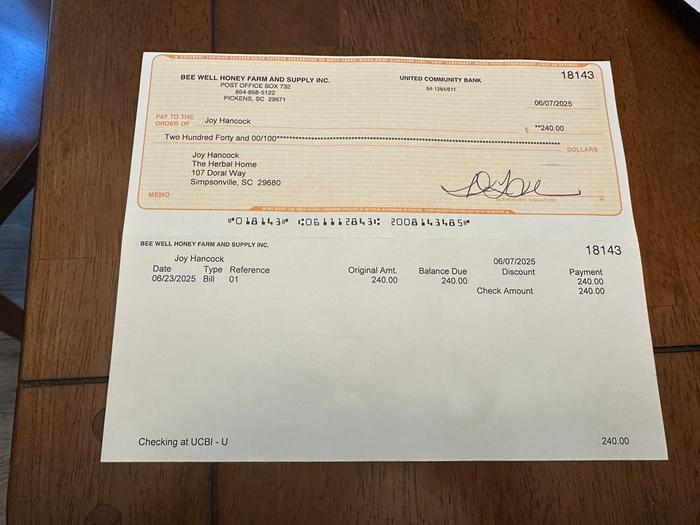 BEE WELL HONEY FARM AND SUPPLY INC.
POST OFFICE BOX 732
864-898-5122
PICKENS, SC 29671
UNITED COMMUNITY BANK
64-1284/611
18143
06/07/2025
PAY TO THE
ORDER OF
Joy Hancock
$ **240.00
Two Hundred Forty and 00/100
DOLLARS
Joy Hancock
The Herbal Home
107 Doral Way
Simpsonville, SC 29680
MEMO
AUTHORIZED SIGNATURE
⑈018143⑈ ⑆061112843⑆ 2008143485⑈
BEE WELL HONEY FARM AND SUPPLY INC.
18143
Joy Hancock
06/07/2025
Date Type Reference Original Amt. Balance Due Discount Payment
06/23/2025 Bill 01 240.00 240.00 240.00
Check Amount 240.00
Checking at UCBI - U 240.00